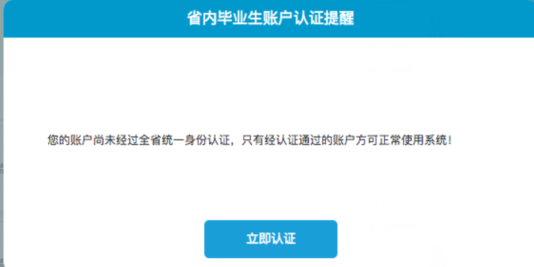 省内毕业生账户认证提醒
您的账户尚未经过全省统一身份认证，只有经认证通过的账户方可正常使用系统！
立即认证